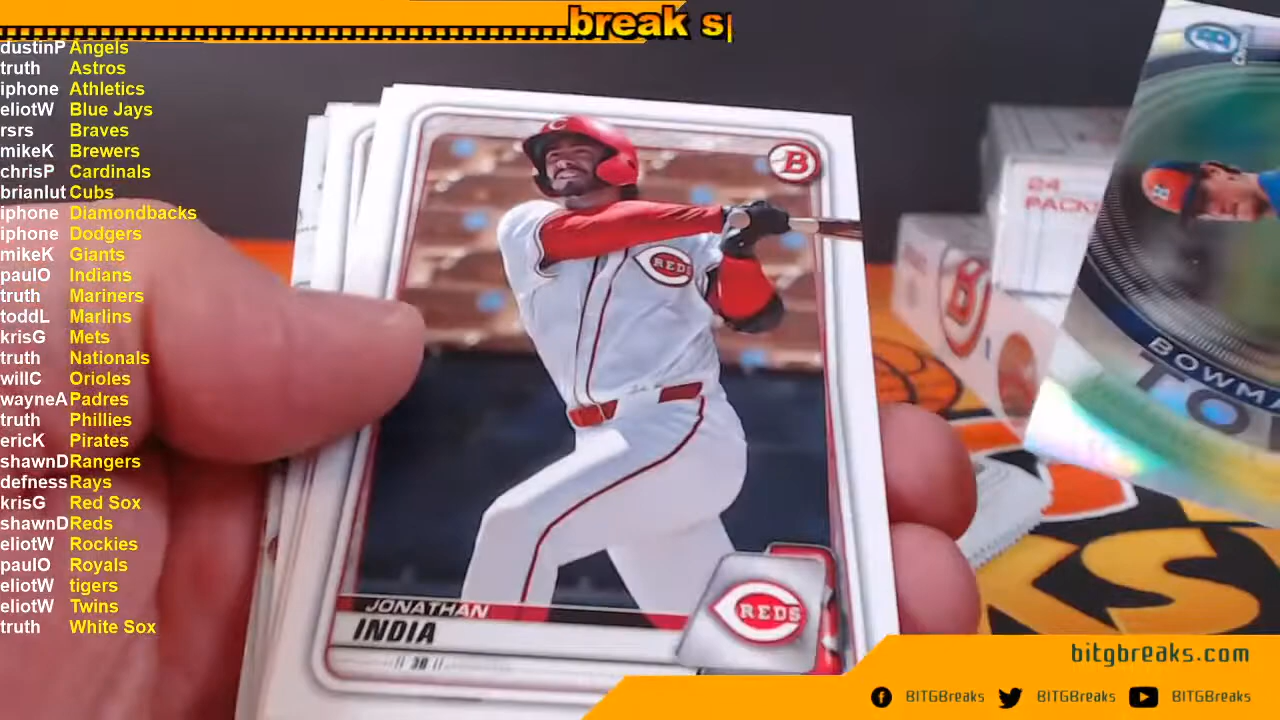 break s
dustinP Angels
truth Astros
iphone Athletics
eliotW Blue Jays
rsrs Braves
mikeK Brewers
chrisP Cardinals
brianlut Cubs
iphone Diamondbacks
iphone Dodgers
mikeK Giants
paulO Indians
truth Mariners
toddL Marlins
krisG Mets
truth Nationals
willC Orioles
wayneA Padres
truth Phillies
ericK Pirates
shawnD Rangers
defness Rays
krisG Red Sox
shawnD Reds
eliotW Rockies
paulO Royals
eliotW tigers
eliotW Twins
truth White Sox
B
C
REDS
JONATHAN
INDIA
REDS
24
PACKS
B
B
BOWMA
TOW
KS
bitgbreaks.com
BITGBreaks BITGBreaks BITGBreaks